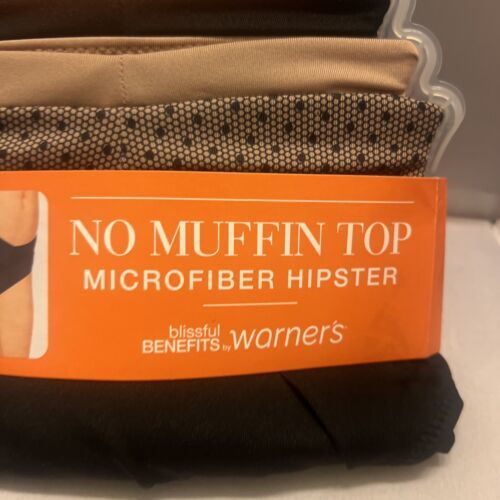 NO MUFFIN TOP
MICROFIBER HIPSTER
blissful
BENEFITS by warner's